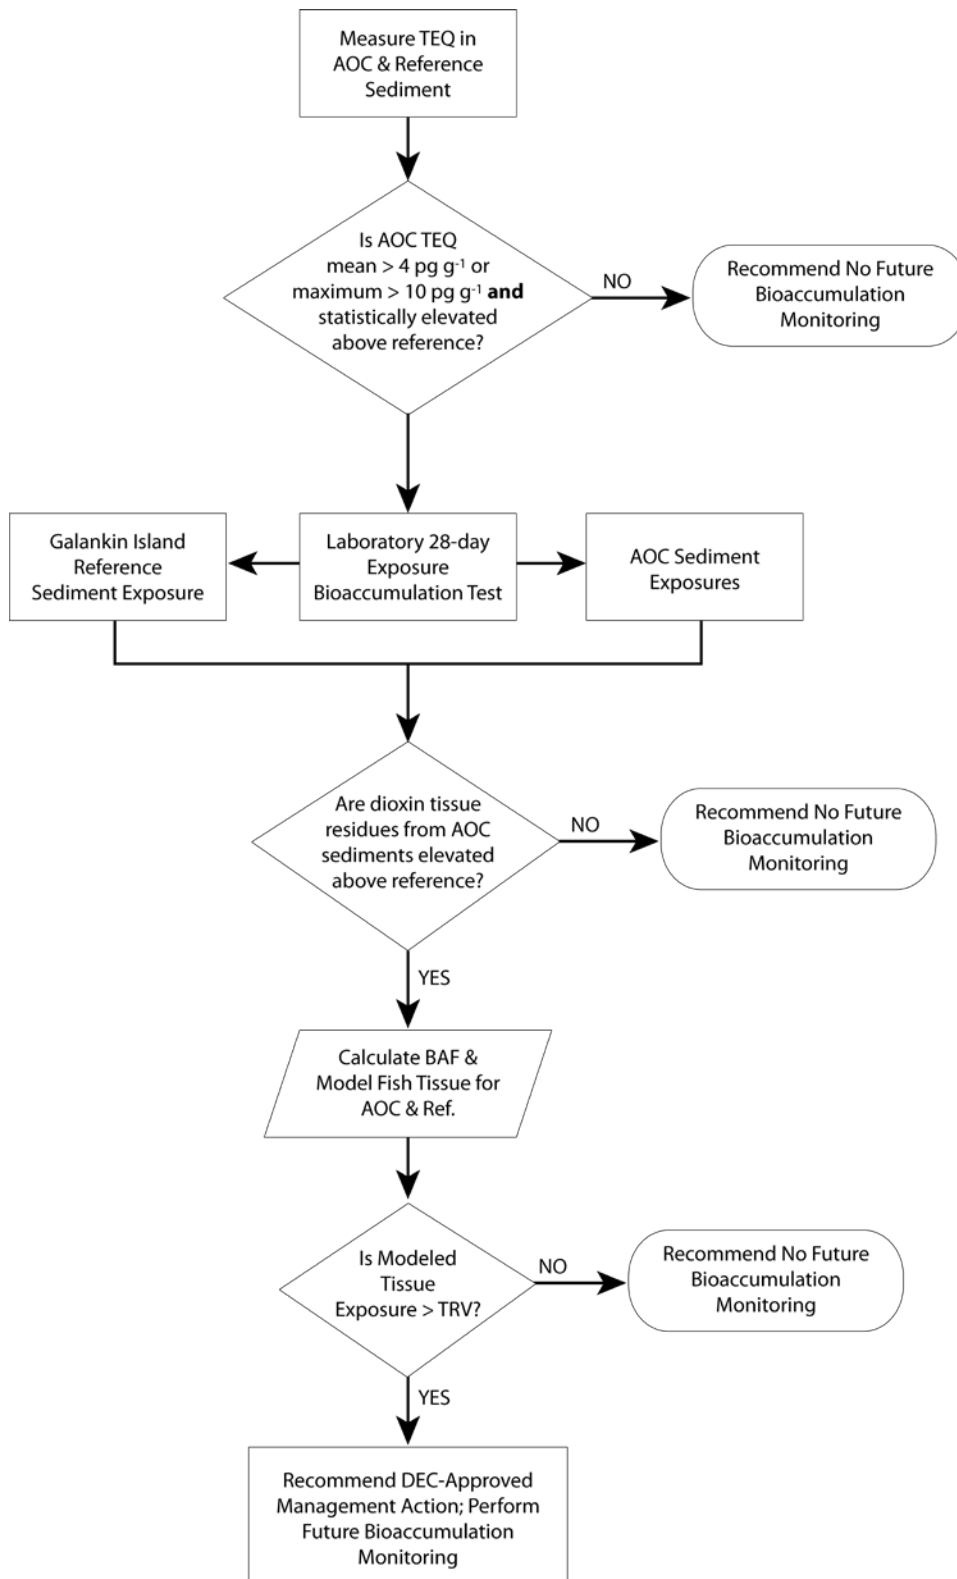 Measure TEQ in
AOC & Reference
Sediment
Is AOC TEQ
mean > 4 pg g⁻¹ or
maximum > 10 pg g⁻¹ and
statistically elevated
above reference?
NO
Recommend No Future
Bioaccumulation
Monitoring
Galankin Island
Reference
Sediment Exposure
Laboratory 28-day
Exposure
Bioaccumulation Test
AOC Sediment
Exposures
Are dioxin tissue
residues from AOC
sediments elevated
above reference?
NO
Recommend No Future
Bioaccumulation
Monitoring
YES
Calculate BAF &
Model Fish Tissue for
AOC & Ref.
Is Modeled
Tissue
Exposure > TRV?
NO
Recommend No Future
Bioaccumulation
Monitoring
YES
Recommend DEC-Approved
Management Action; Perform
Future Bioaccumulation
Monitoring